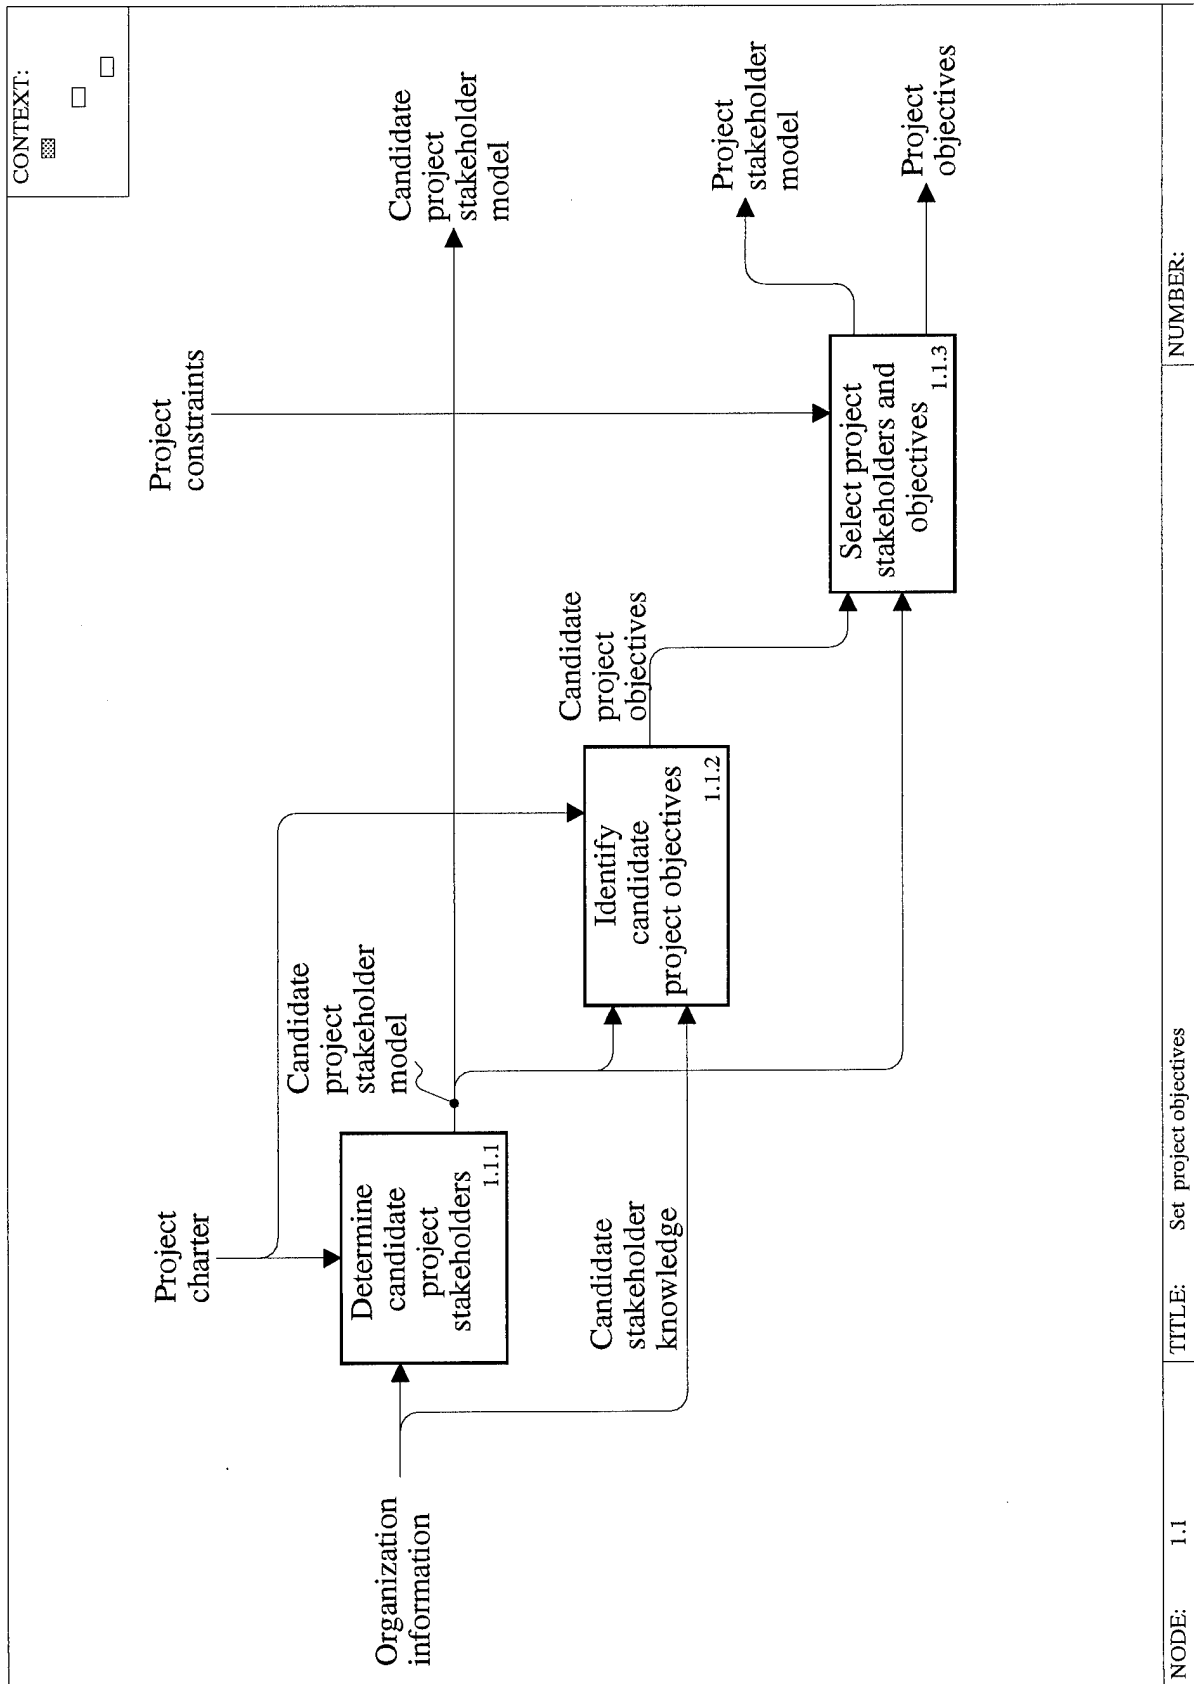 CONTEXT:
Project
charter
Project
constraints
Candidate
project
stakeholder
model
Candidate
project
stakeholder
model
Organization
information
Determine
candidate
project
stakeholders
1.1.1
Candidate
stakeholder
knowledge
Identify
candidate
project objectives
1.1.2
Candidate
project
objectives
Project
stakeholder
model
Select project
stakeholders and
objectives
1.1.3
Project
objectives
NODE: 1.1
TITLE: Set project objectives
NUMBER: